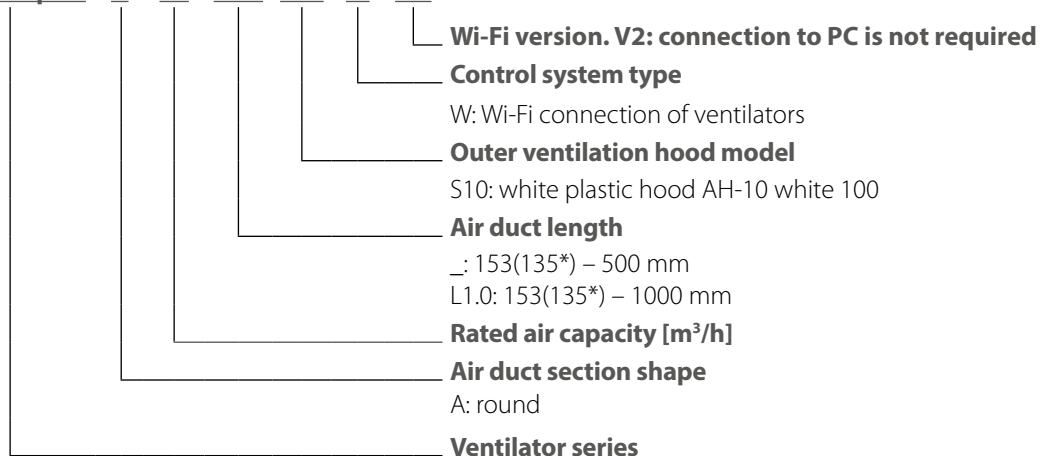 Wi-Fi version. V2: connection to PC is not required
Control system type
W: Wi-Fi connection of ventilators
Outer ventilation hood model
S10: white plastic hood AH-10 white 100
Air duct length
_: 153(135*) – 500 mm
L1.0: 153(135*) – 1000 mm
Rated air capacity [m³/h]
Air duct section shape
A: round
Ventilator series